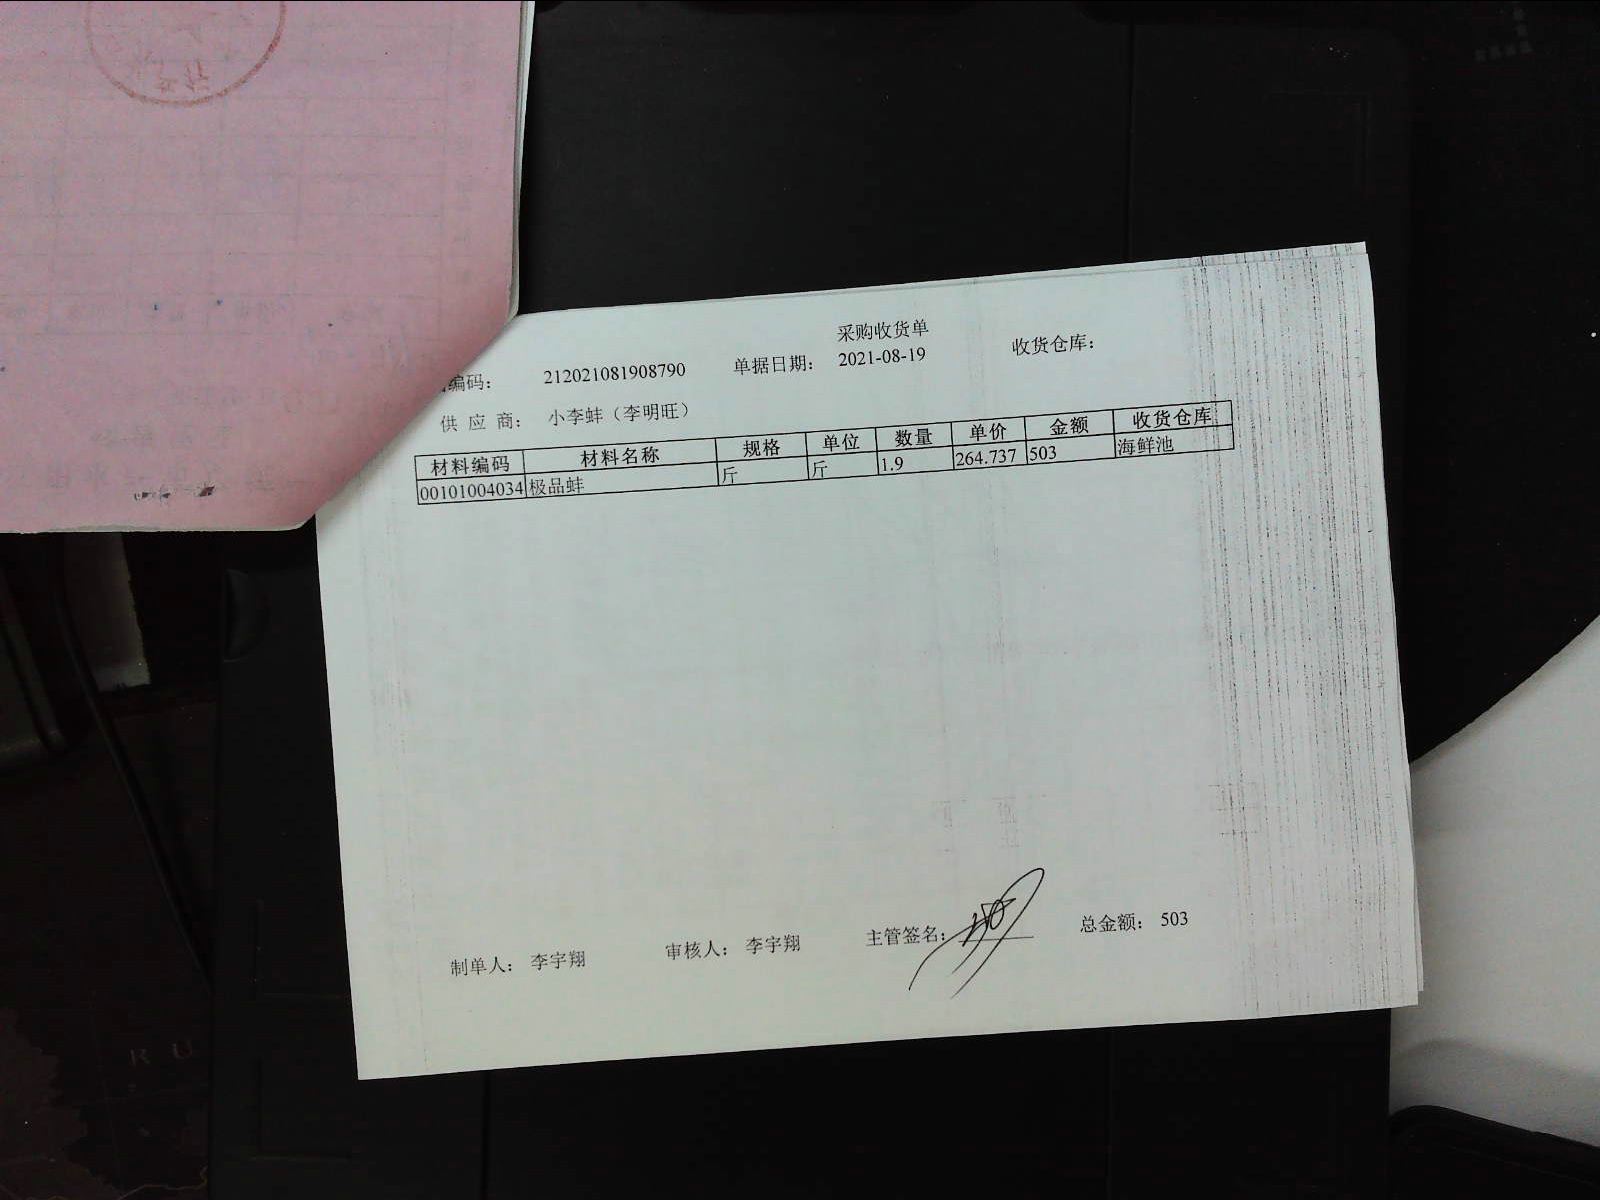 采购收货单
编码： 212021081908790 单据日期： 2021-08-19 收货仓库：
供 应 商： 小李蚌（李明旺）
材料编码 材料名称 规格 单位 数量 单价 金额 收货仓库
00101004034 极品蚌 斤 斤 1.9 264.737 503 海鲜池
制单人： 李宇翔 审核人： 李宇翔 主管签名： 总金额： 503